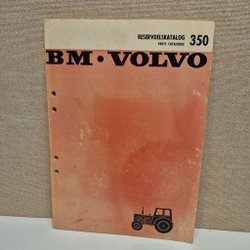 RESERVDELSKATALOG 350
PARTS CATALOGUE
BM · VOLVO